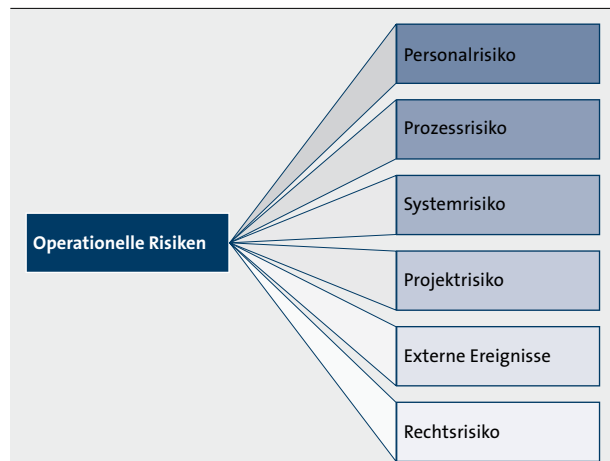 Operationelle Risiken
Personalrisiko
Prozessrisiko
Systemrisiko
Projektrisiko
Externe Ereignisse
Rechtsrisiko